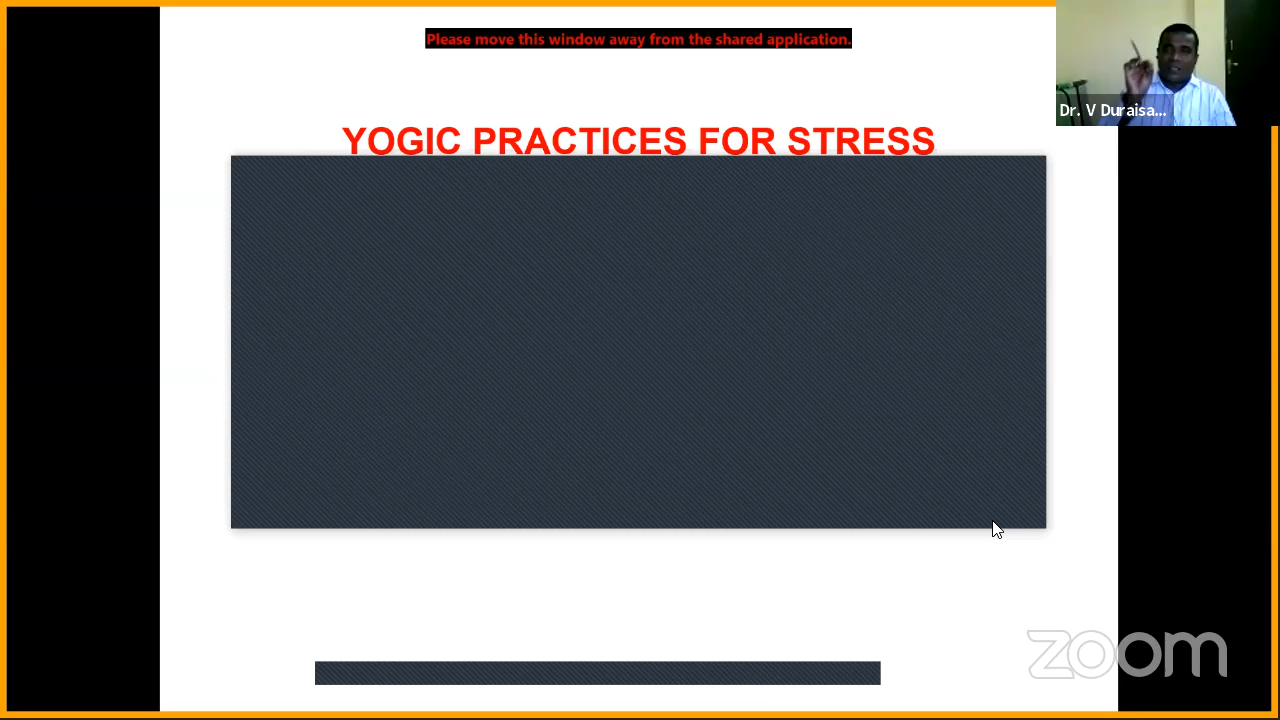 Please move this window away from the shared application.
Dr. V Duraisa...
YOGIC PRACTICES FOR STRESS
zoom